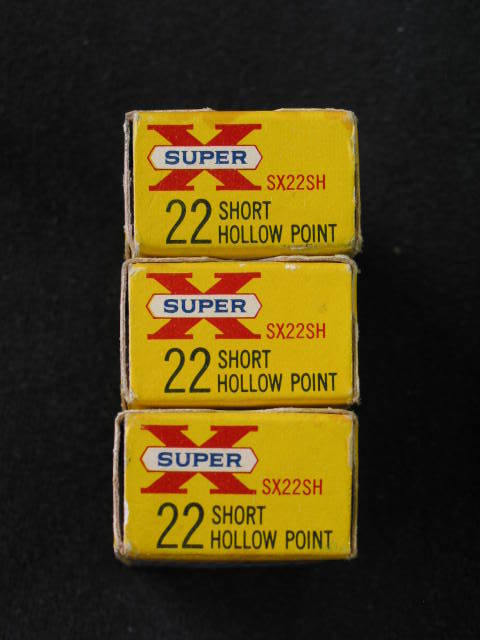 X
SUPER
SX22SH
22 SHORT
HOLLOW POINT
X
SUPER
SX22SH
22 SHORT
HOLLOW POINT
X
SUPER
SX22SH
22 SHORT
HOLLOW POINT